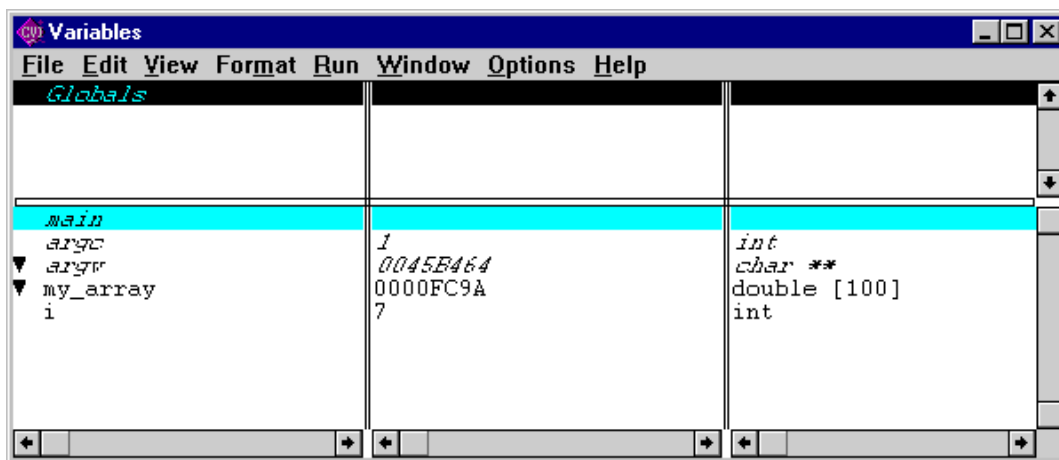 CVI Variables
File Edit View Format Run Window Options Help
Globals
main
argc 1 int
argv 0045B464 char **
my_array 0000FC9A double [100]
i 7 int